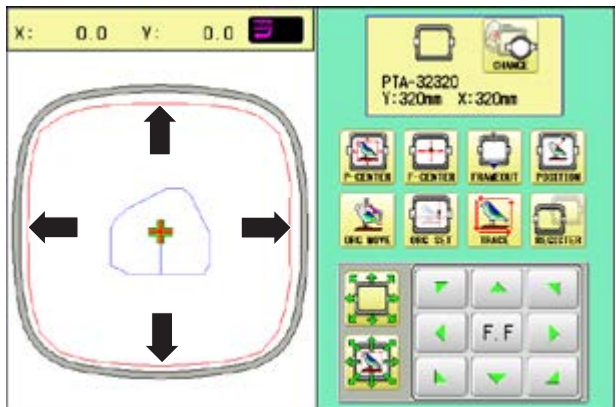 X: 0.0 Y: 0.0
CHANGE
PTA-32320
Y:320mm X:320mm
P-CENTER F-CENTER FRAMEOUT POSITION
ORG MOVE ORG SET TRACE REGISTER
F.F